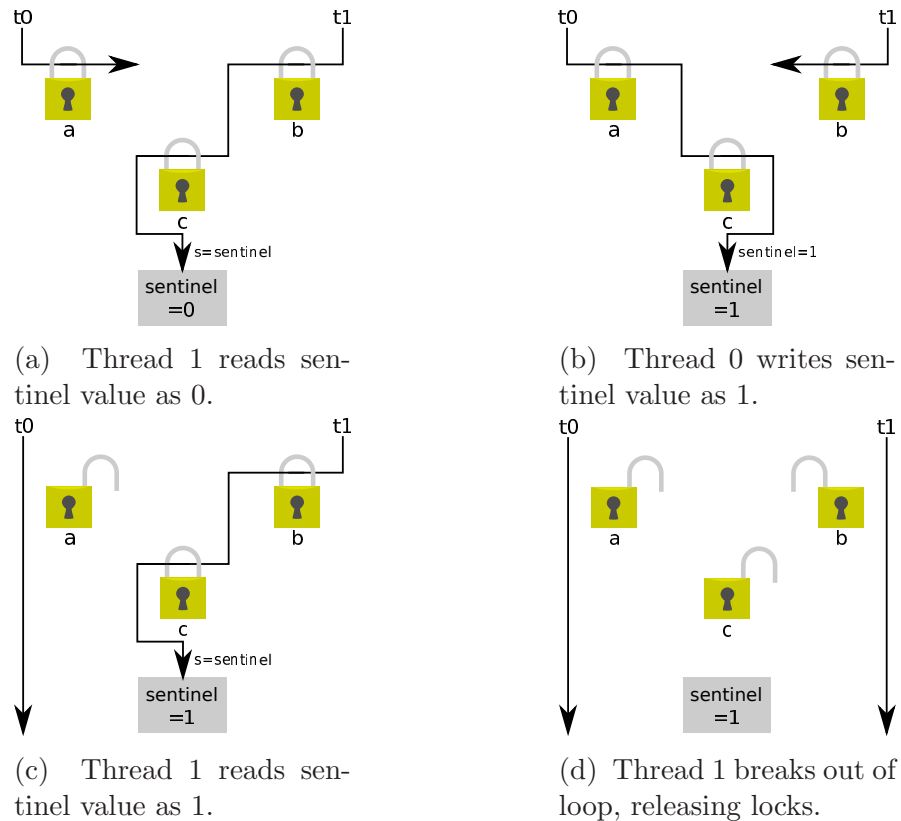 t0 t1
a b
c
s=sentinel
sentinel
=0
(a) Thread 1 reads sen-
tinel value as 0.
t0 t1
a b
c
sentinel=1
sentinel
=1
(b) Thread 0 writes sen-
tinel value as 1.
t0 t1
a b
c
s=sentinel
sentinel
=1
(c) Thread 1 reads sen-
tinel value as 1.
t0 t1
a b
c
sentinel
=1
(d) Thread 1 breaks out of
loop, releasing locks.